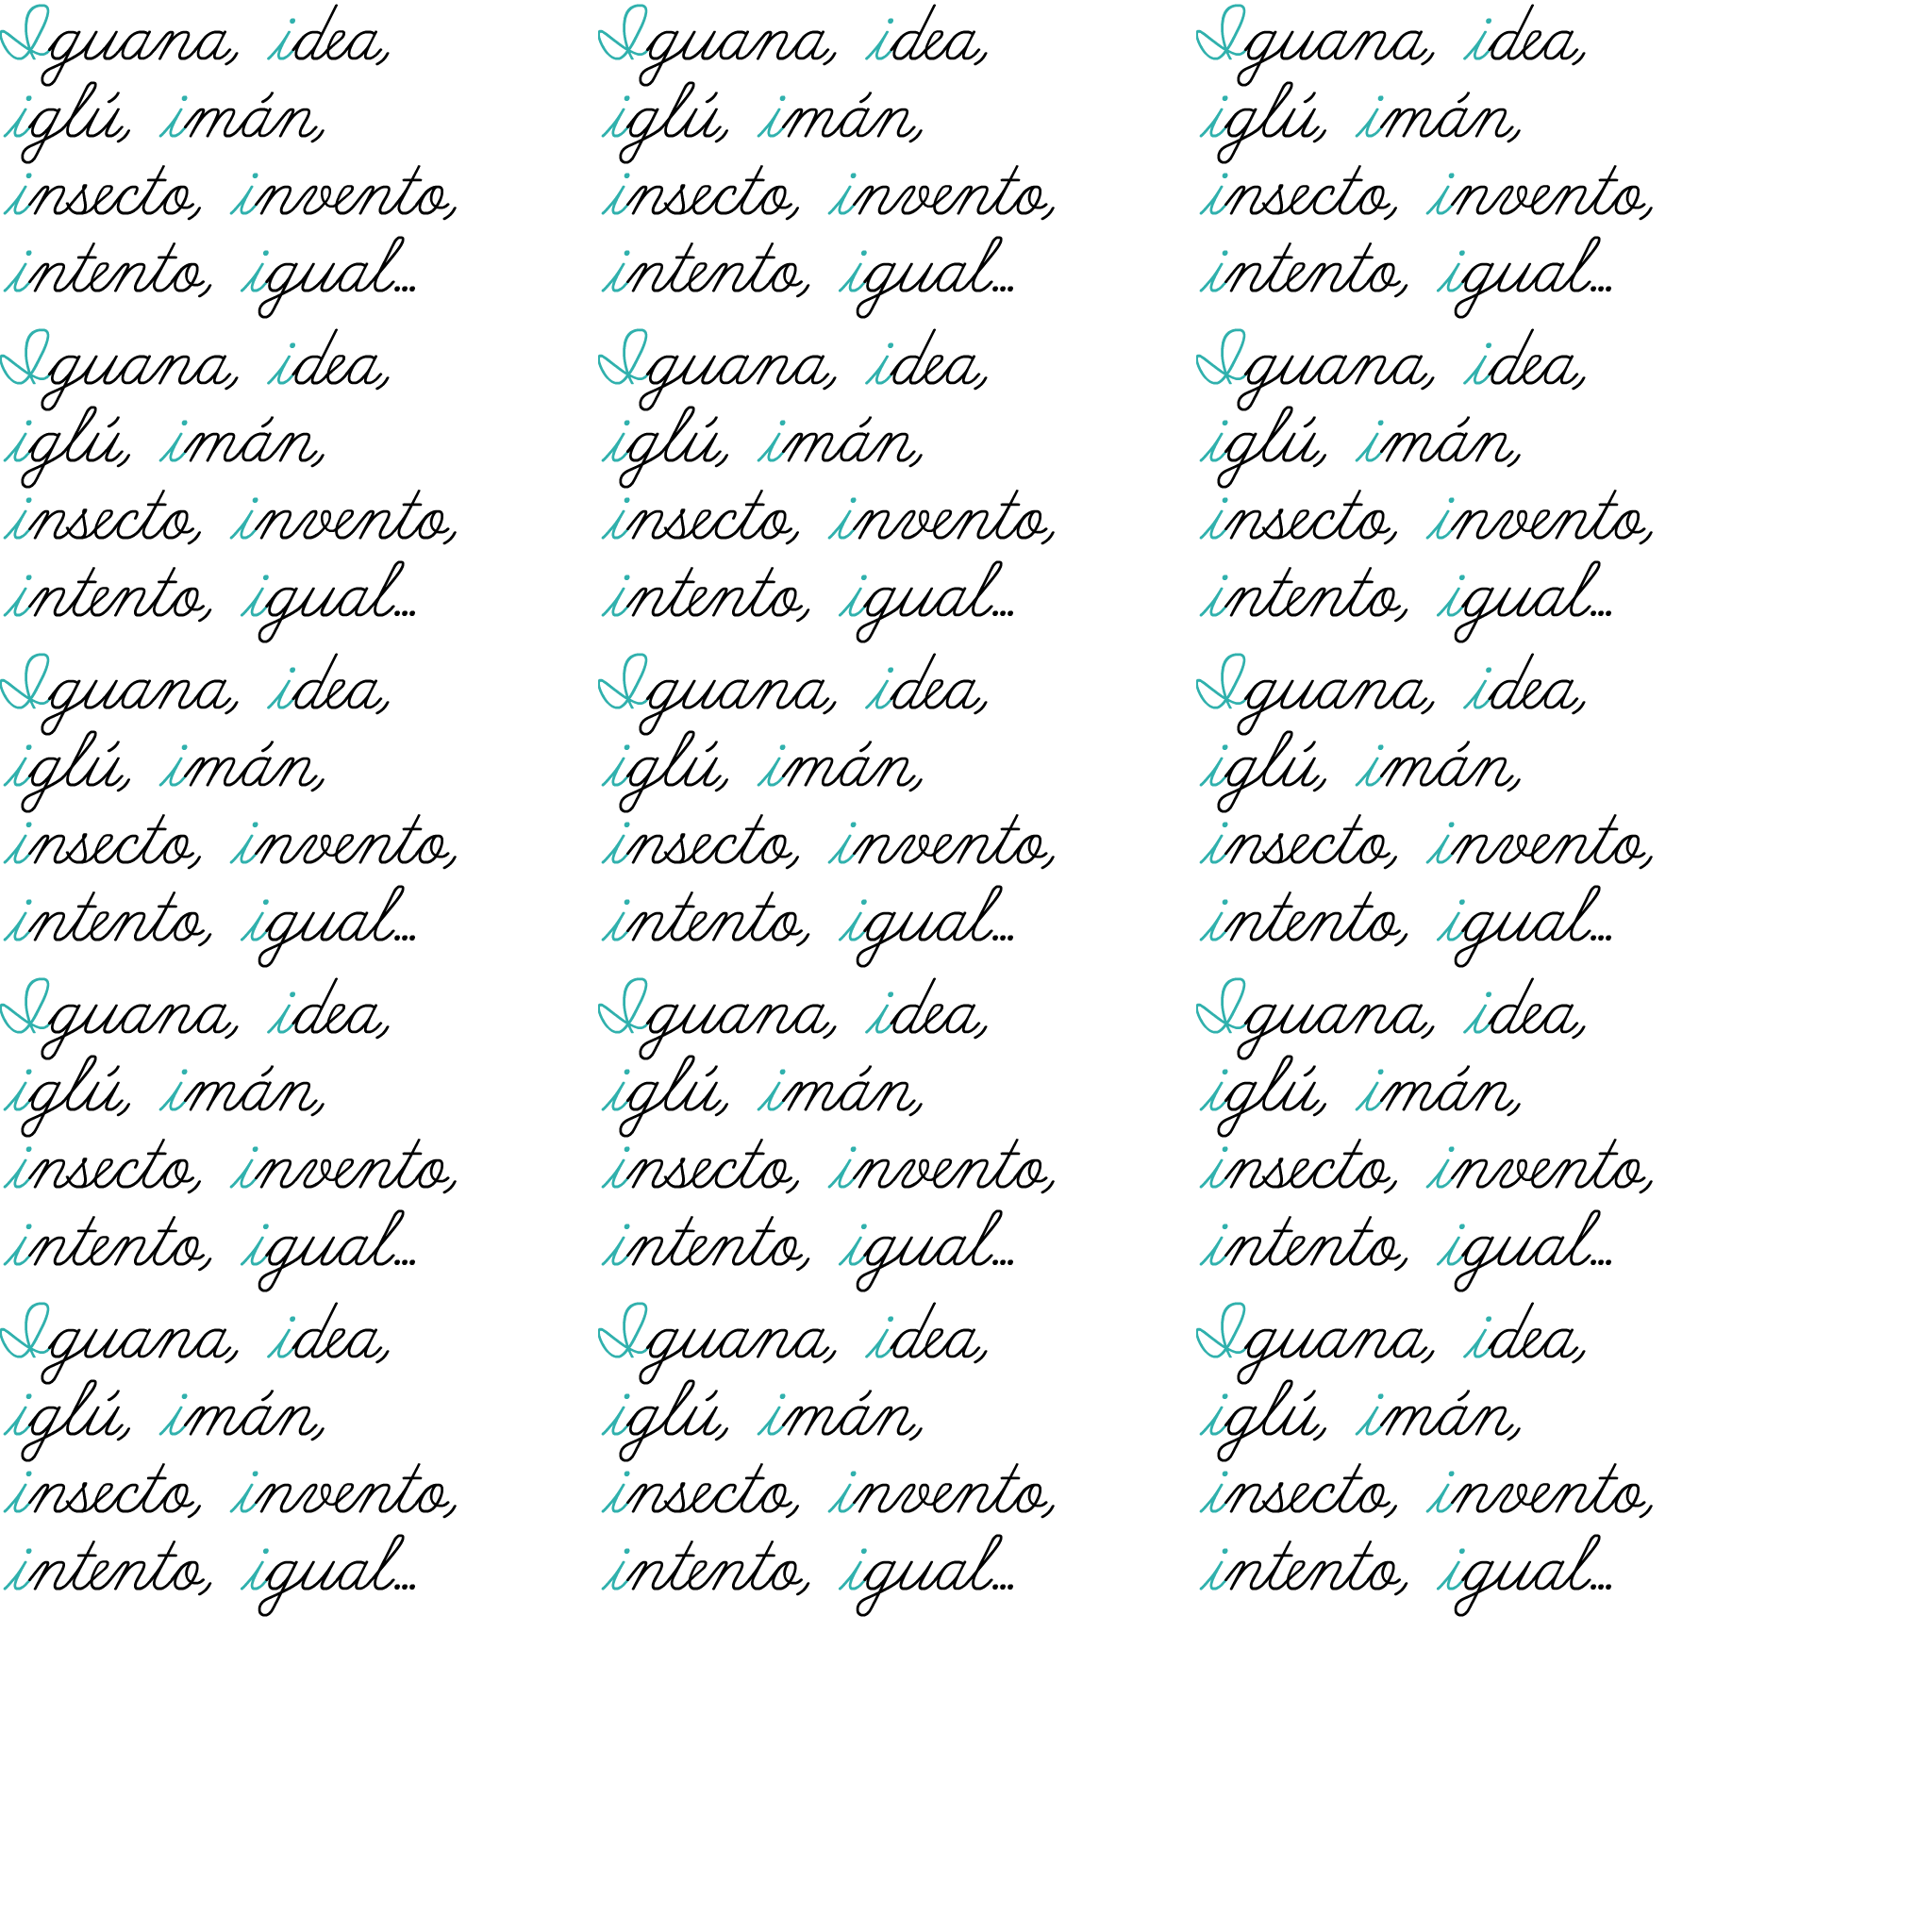 Iguana, idea,
iglú, imán,
insecto, invento,
intento, igual...
Iguana, idea,
iglú, imán,
insecto, invento,
intento, igual...
Iguana, idea,
iglú, imán,
insecto, invento,
intento, igual...
Iguana, idea,
iglú, imán,
insecto, invento,
intento, igual...
Iguana, idea,
iglú, imán,
insecto, invento,
intento, igual...
Iguana, idea,
iglú, imán,
insecto, invento,
intento, igual...
Iguana, idea,
iglú, imán,
insecto, invento,
intento, igual...
Iguana, idea,
iglú, imán,
insecto, invento,
intento, igual...
Iguana, idea,
iglú, imán,
insecto, invento,
intento, igual...
Iguana, idea,
iglú, imán,
insecto, invento,
intento, igual...
Iguana, idea,
iglú, imán,
insecto, invento,
intento, igual...
Iguana, idea,
iglú, imán,
insecto, invento,
intento, igual...
Iguana, idea,
iglú, imán,
insecto, invento,
intento, igual...
Iguana, idea,
iglú, imán,
insecto, invento,
intento, igual...
Iguana, idea,
iglú, imán,
insecto, invento,
intento, igual...